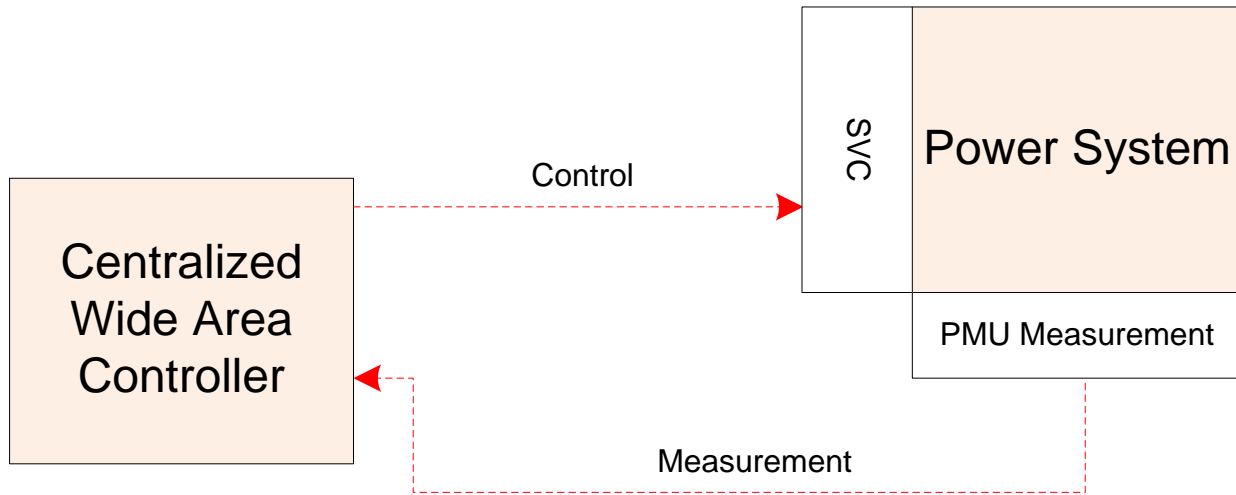 Centralized
Wide Area
Controller
Control
SVC
Power System
PMU Measurement
Measurement